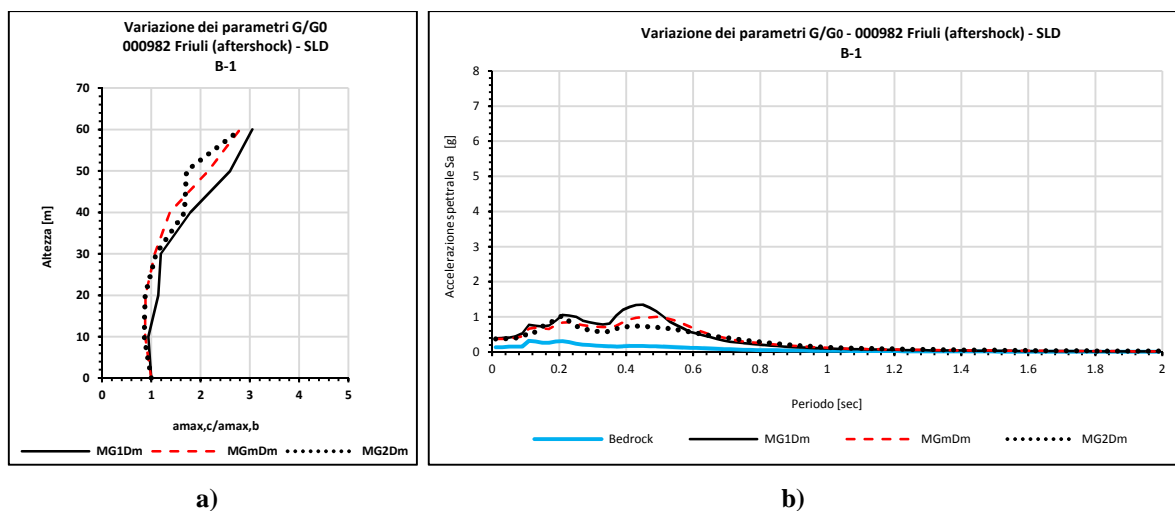 Variazione dei parametri G/G0
000982 Friuli (aftershock) - SLD
B-1
Altezza [m]
70
60
50
40
30
20
10
0
0 1 2 3 4 5
amax,c/amax,b
MG1Dm MGmDm MG2Dm
a)
Variazione dei parametri G/G0 - 000982 Friuli (aftershock) - SLD
B-1
Accelerazione spettrale Sa [g]
8
7
6
5
4
3
2
1
0
0 0.2 0.4 0.6 0.8 1 1.2 1.4 1.6 1.8 2
Periodo [sec]
Bedrock MG1Dm MGmDm MG2Dm
b)